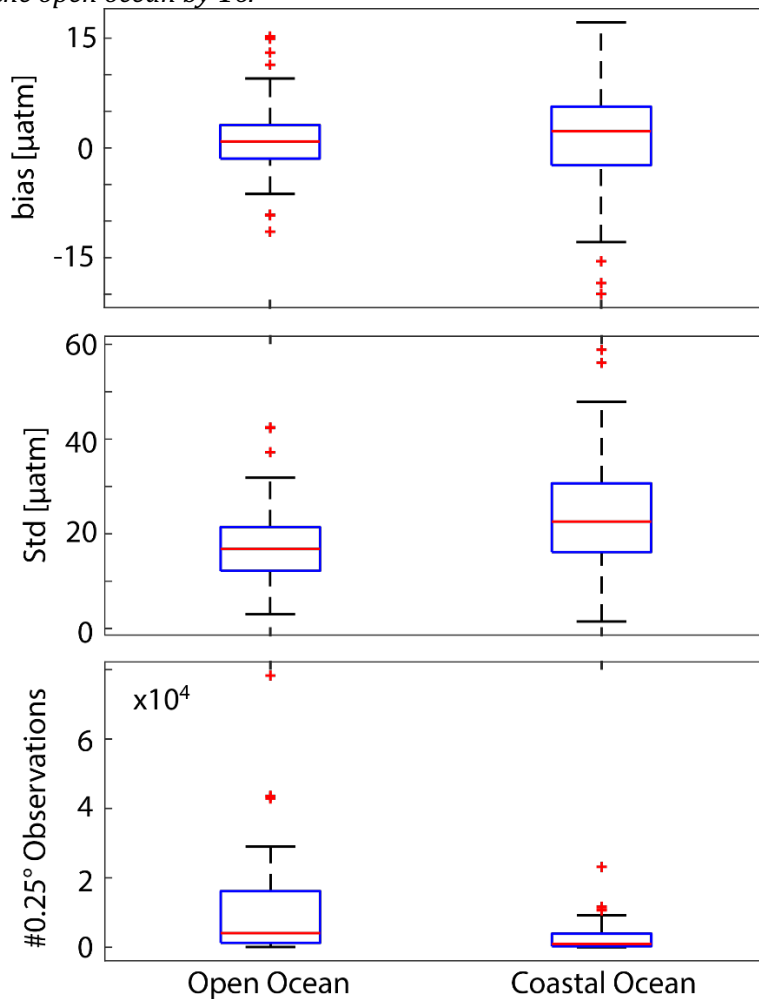 the open ocean by 10.
15
0
-15
bias [µatm]
60
40
20
0
Std [µatm]
x10⁴
6
4
2
0
#0.25° Observations
Open Ocean Coastal Ocean